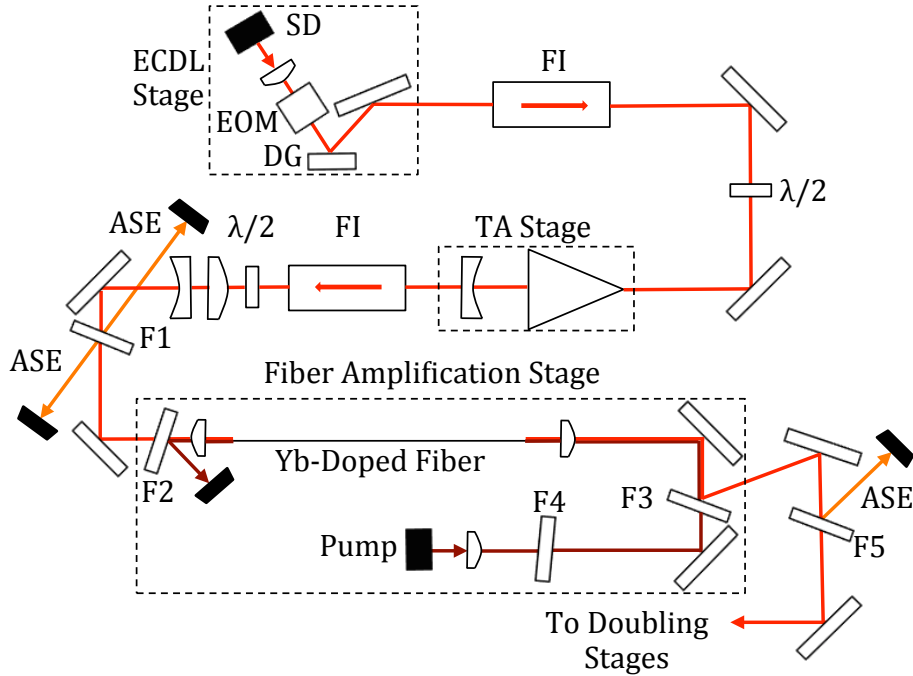 SD
ECDL
Stage
FI
EOM
DG
λ/2
ASE
λ/2
FI
TA Stage
F1
ASE
Fiber Amplification Stage
Yb-Doped Fiber
F2
F3
F4
ASE
F5
Pump
To Doubling
Stages